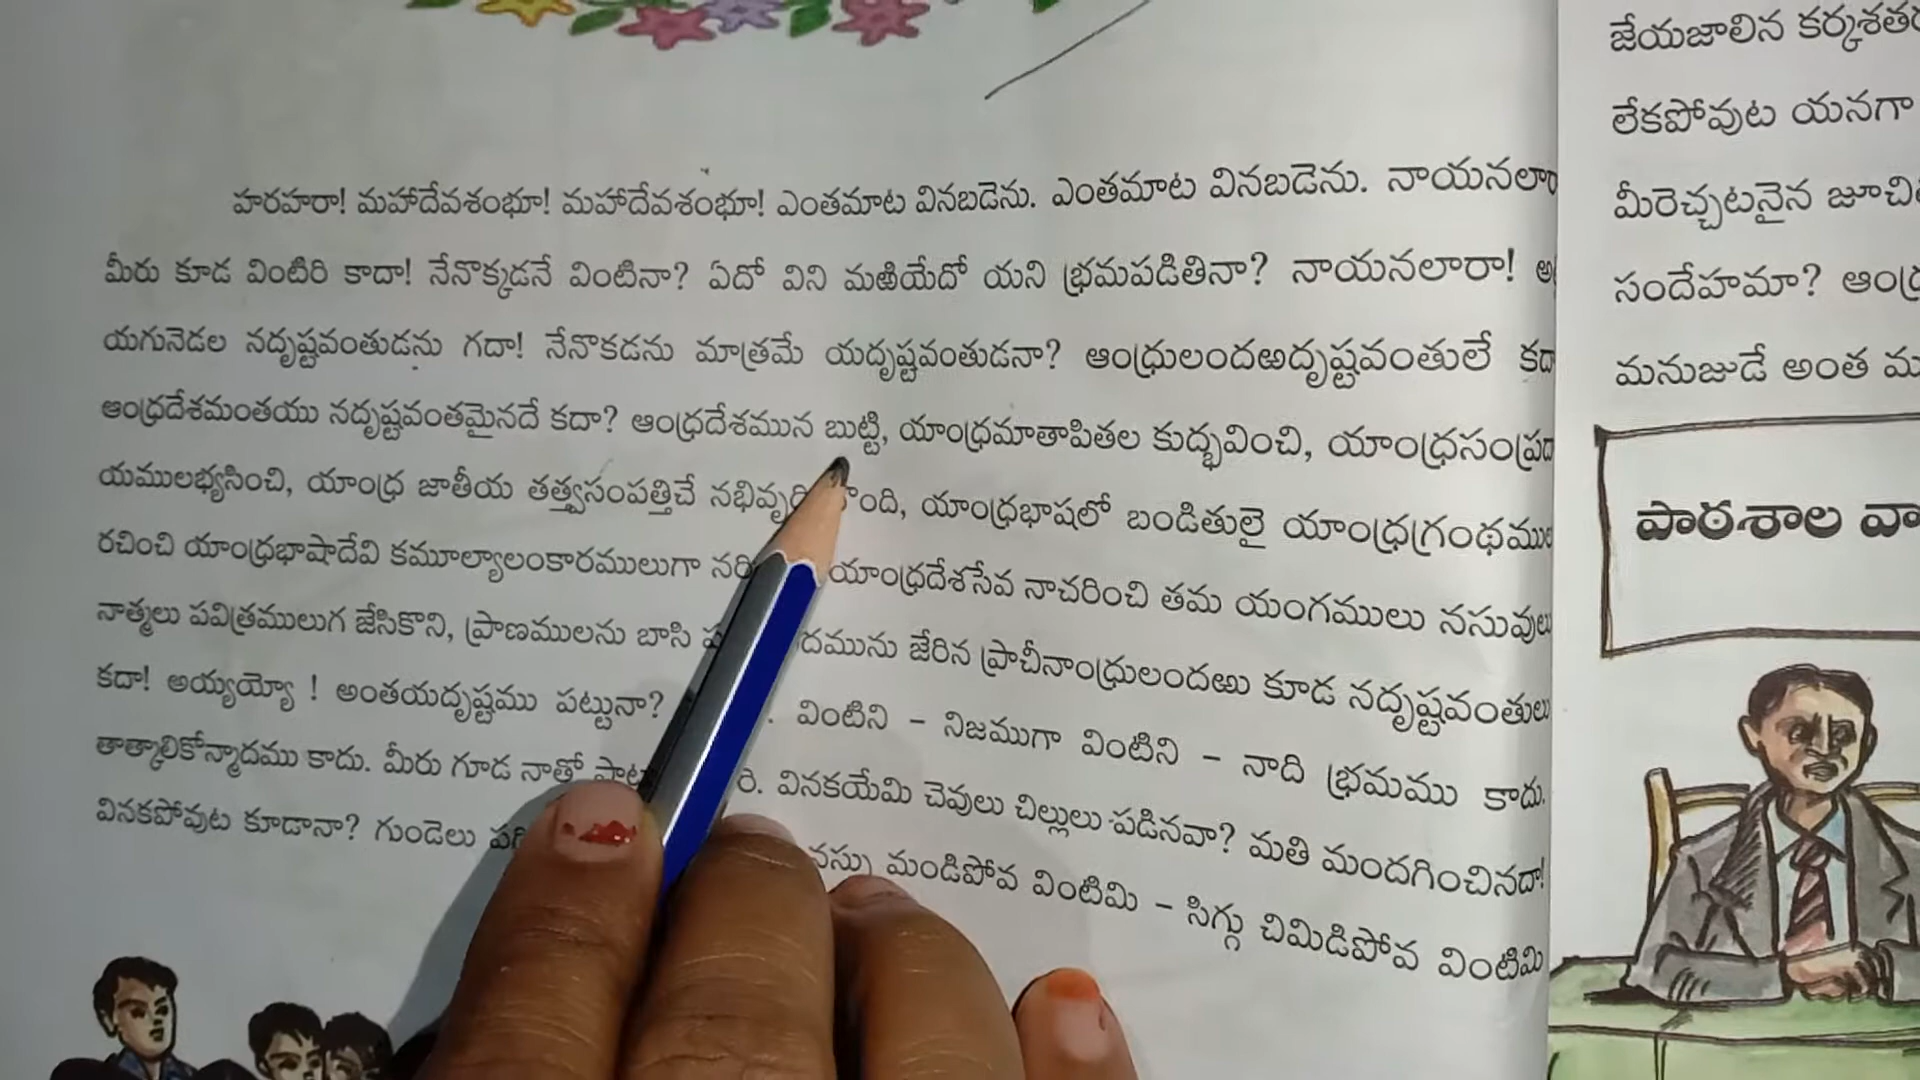 హరహరా! మహాదేవశంభూ! మహాదేవశంభూ! ఎంతమాట వినబడెను. ఎంతమాట వినబడెను. నాయనలారా
మీరు కూడ వింటిరి కాదా! నేనొక్కడనే వింటినా? ఏదో విని మఱియేదో యని భ్రమపడితినా? నాయనలారా!
యగునెడల నదృష్టవంతుడను గదా! నేనొకడను మాత్రమే యదృష్టవంతుడనా? ఆంధ్రులందఱదృష్టవంతులే కదా
ఆంధ్రదేశమంతయు నదృష్టవంతమైనదే కదా? ఆంధ్రదేశమున బుట్టి, యాంధ్రమాతాపితల కుద్భవించి, యాంధ్రసంప్రదా
యములభ్యసించి, యాంధ్ర జాతీయ తత్త్వసంపత్తిచే యాంధ్రభాషలో బండితులై యాంధ్రగ్రంథము
రచించి యాంధ్రభాషాదేవి కమూల్యాలంకారములుగా యాంధ్రదేశసేవ నాచరించి తమ యంగములు నసువులు
నాత్మలు పవిత్రములుగ జేసికొని, ప్రాణములను బాసి జేరిన ప్రాచీనాంధ్రులందఱు కూడ నదృష్టవంతులు
కదా! అయ్యయ్యో ! అంతయదృష్టము పట్టునా? వింటిని – నిజముగా వింటిని – నాది భ్రమము కాదు.
తాత్కాలికోన్మాదము కాదు. మీరు గూడ నాతో వినకయేమి చెవులు చిల్లులు పడినవా? మతి మందగించినదా!
వినకపోవుట కూడానా? గుండెలు మండిపోవ వింటిమి – సిగ్గు చిమిడిపోవ వింటిమి
జేయజాలిన
లేకపోవుట యనగా
మీరెచ్చటనైన
సందేహమా?
మనుజుడే అంత
పాఠశాల